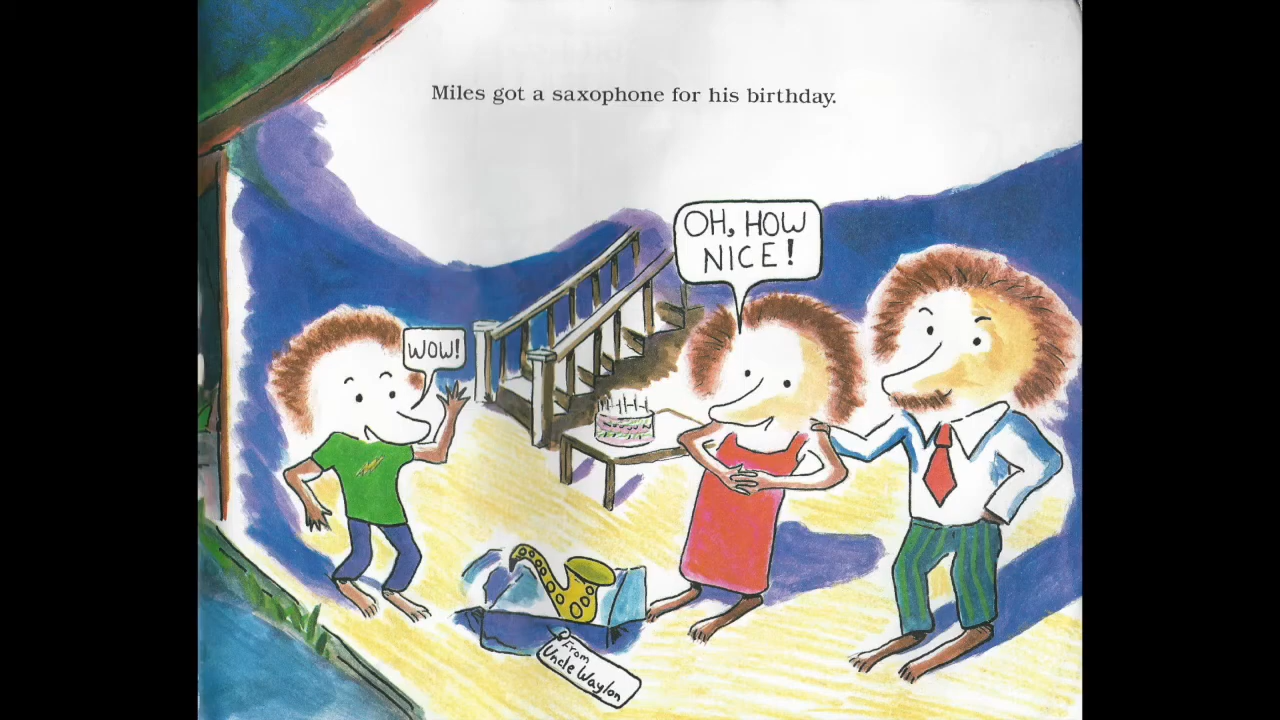 Miles got a saxophone for his birthday.
OH, HOW
NICE!
WOW!
From
Uncle Waylon